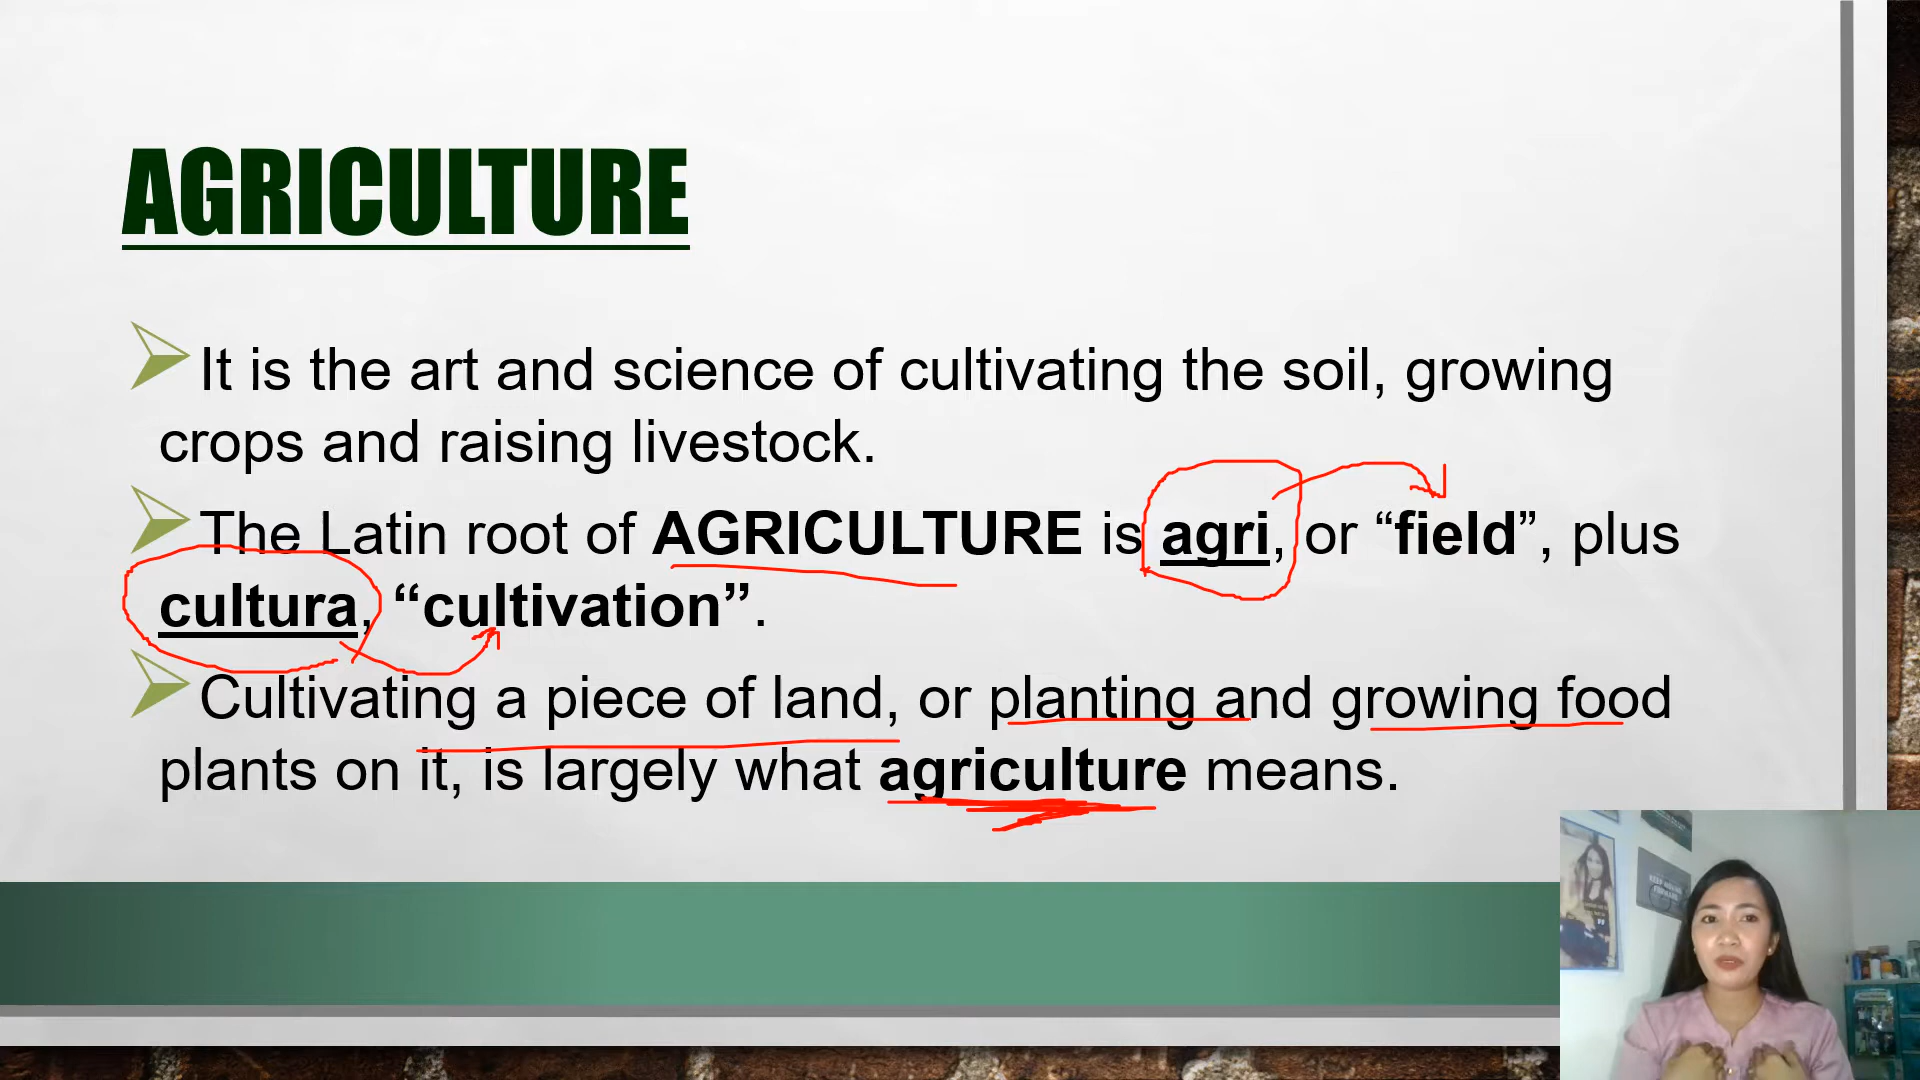 AGRICULTURE
It is the art and science of cultivating the soil, growing
crops and raising livestock.
The Latin root of AGRICULTURE is agri, or “field”, plus
cultura, “cultivation”.
Cultivating a piece of land, or planting and growing food
plants on it, is largely what agriculture means.